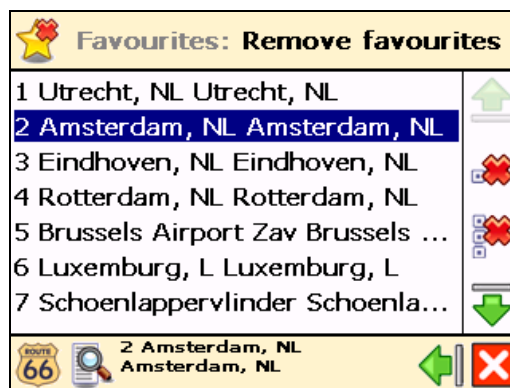 Favourites: Remove favourites
1 Utrecht, NL Utrecht, NL
2 Amsterdam, NL Amsterdam, NL
3 Eindhoven, NL Eindhoven, NL
4 Rotterdam, NL Rotterdam, NL
5 Brussels Airport Zav Brussels ...
6 Luxemburg, L Luxemburg, L
7 Schoenlappervlinder Schoenla...
ROUTE
66
2 Amsterdam, NL
Amsterdam, NL